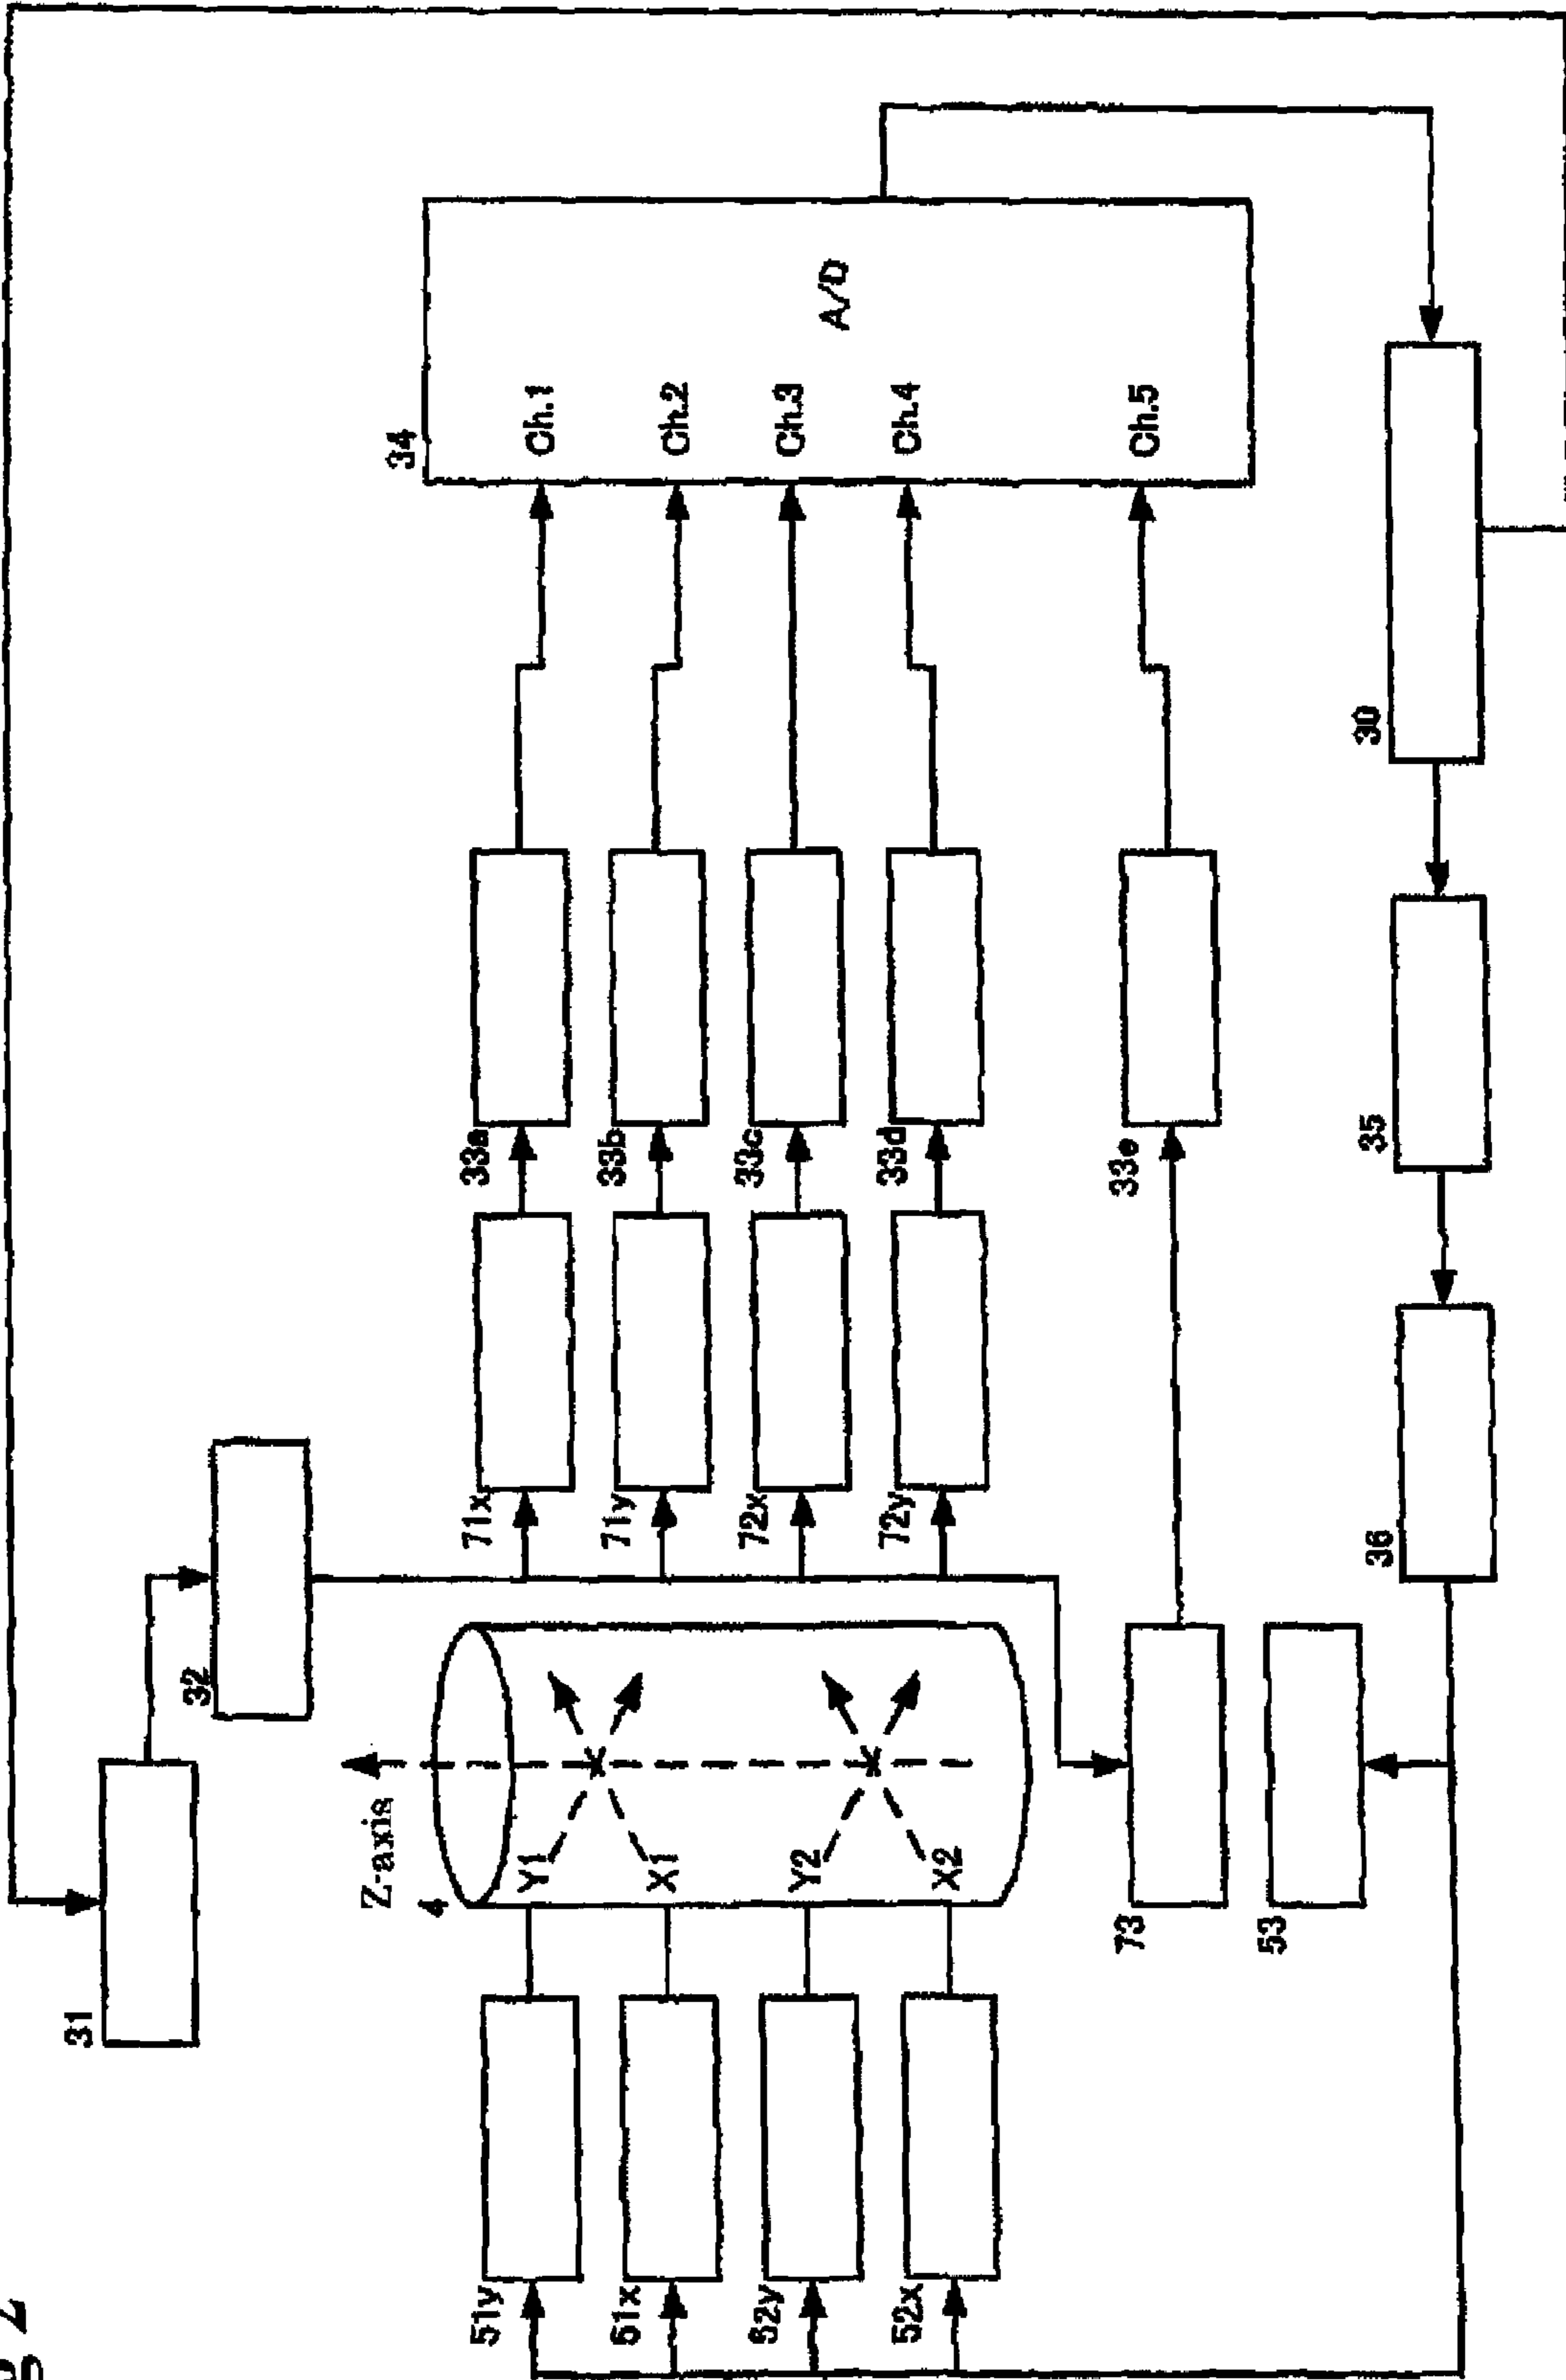 31
32
Z-axis
4
Y1
X1
Y2
X2
51y
51x
52y
52x
71x
71y
72x
72y
33a
33b
33c
33d
33e
34
Ch.1
Ch.2
Ch.3
Ch.4
Ch.5
A/D
73
53
36
35
30